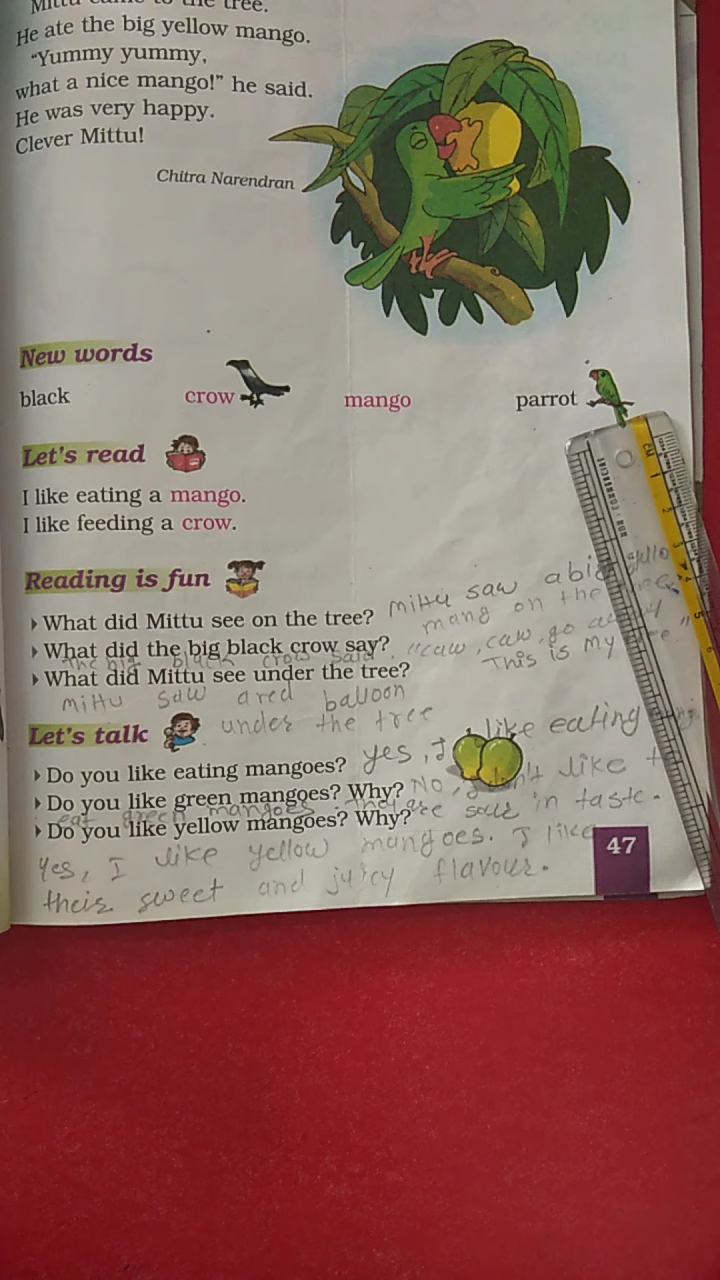 Mittu came to the tree.
He ate the big yellow mango.
"Yummy yummy,
what a nice mango!" he said.
He was very happy.
Clever Mittu!
Chitra Narendran
New words
black crow mango parrot
Let's read
I like eating a mango.
I like feeding a crow.
Reading is fun
What did Mittu see on the tree? Mittu saw a big
mang on the
What did the big black crow say? "caw, caw, go
The big black crow said This is my
What did Mittu see under the tree?
mittu saw a red balloon
under the tree
Let's talk
Do you like eating mangoes? yes, I like eating
Do you like green mangoes? Why? No, like
eat green mangoes. They are sour in taste.
Do you like yellow mangoes? Why?
Yes, I like yellow mangoes. I like
their sweet and juicy flavour.
47